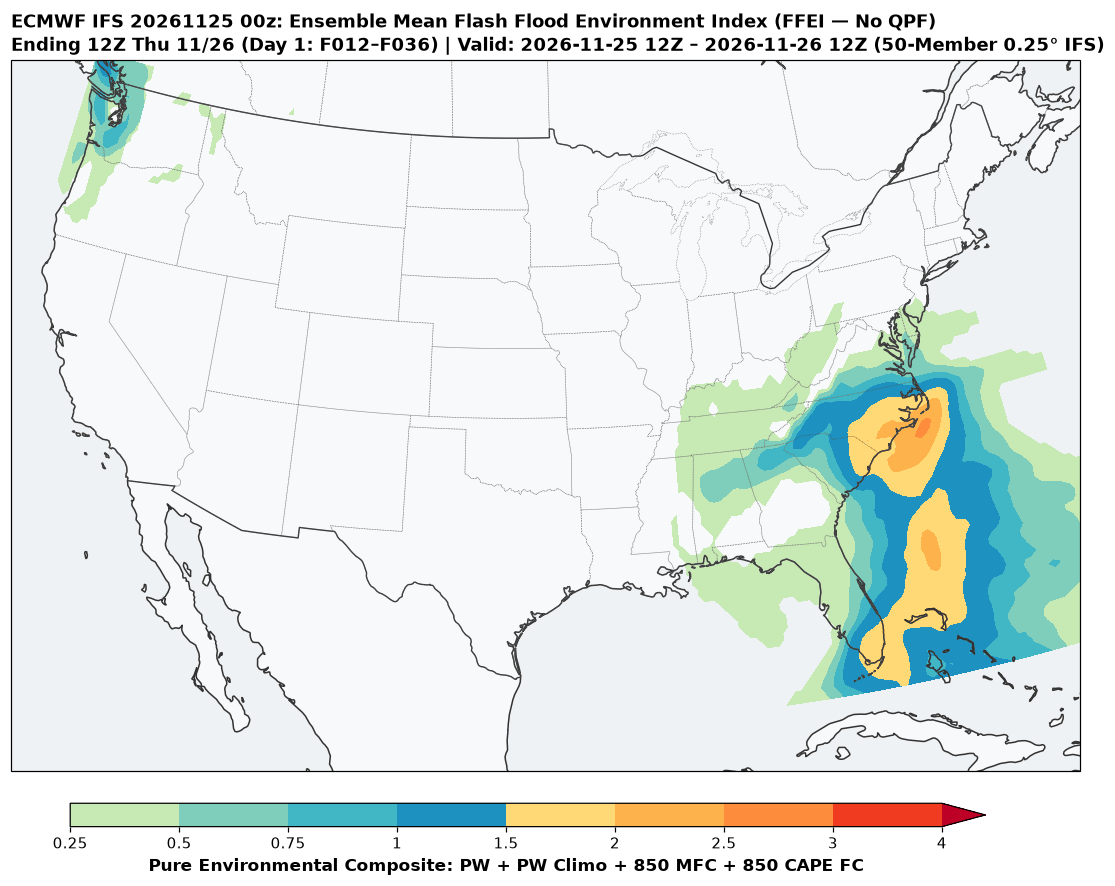 ECMWF IFS 20261125 00z: Ensemble Mean Flash Flood Environment Index (FFEI — No QPF)
Ending 12Z Thu 11/26 (Day 1: F012–F036) | Valid: 2026-11-25 12Z – 2026-11-26 12Z (50-Member 0.25° IFS)
0.25 0.5 0.75 1 1.5 2 2.5 3 4
Pure Environmental Composite: PW + PW Climo + 850 MFC + 850 CAPE FC